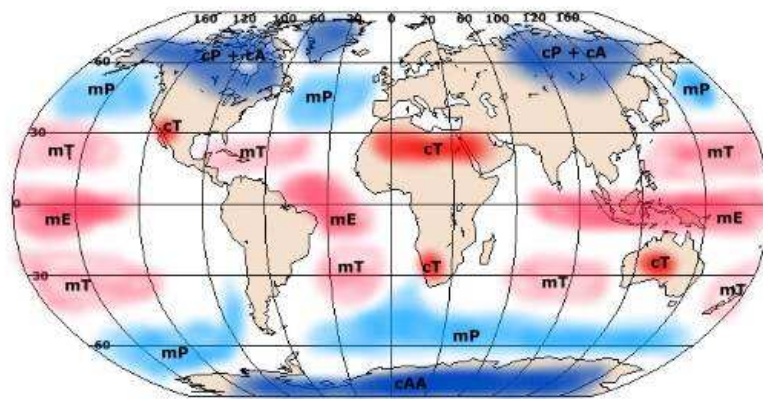 160 120 100 60 30 0 20 60 100 120 160
cP + cA cP + cA
60
mP mP mP
cT
30
mT mT cT mT
0
mE mE mE
mT cT cT
30
mT mT mT
mP
60
mP
cAA